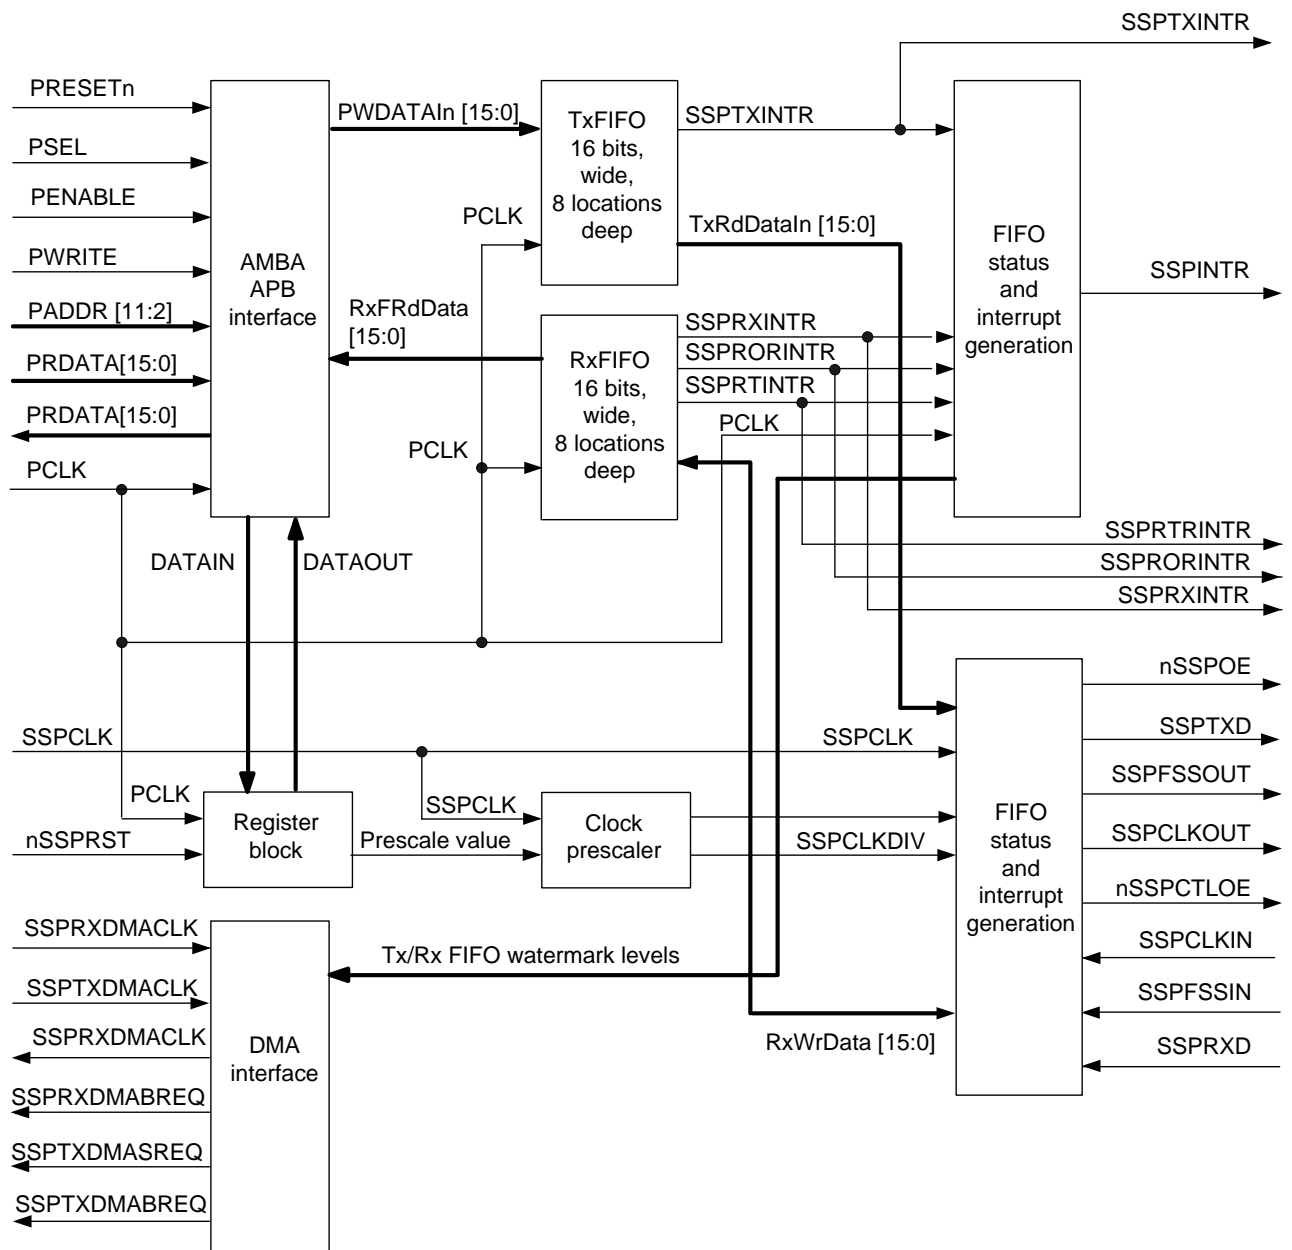 SSPTXINTR
PRESETn
PSEL
PENABLE
PWRITE
PADDR [11:2]
PRDATA[15:0]
PRDATA[15:0]
PCLK
AMBA
APB
interface
PWDATAIn [15:0]
PCLK
RxFRdData
[15:0]
PCLK
TxFIFO
16 bits,
wide,
8 locations
deep
RxFIFO
16 bits,
wide,
8 locations
deep
SSPTXINTR
TxRdDataIn [15:0]
SSPRXINTR
SSPRORINTR
SSPRTINTR
PCLK
FIFO
status
and
interrupt
generation
SSPINTR
SSPRTRINTR
SSPRORINTR
SSPRXINTR
DATAIN
DATAOUT
SSPCLK
SSPCLK
PCLK
nSSPRST
Register
block
SSPCLK
Prescale value
Clock
prescaler
SSPCLKDIV
FIFO
status
and
interrupt
generation
nSSPOE
SSPTXD
SSPFSSOUT
SSPCLKOUT
nSSPCTLOE
SSPCLKIN
SSPFSSIN
SSPRXD
SSPRXDMACLK
SSPTXDMACLK
SSPRXDMACLK
SSPRXDMABREQ
SSPTXDMASREQ
SSPTXDMABREQ
DMA
interface
Tx/Rx FIFO watermark levels
RxWrData [15:0]